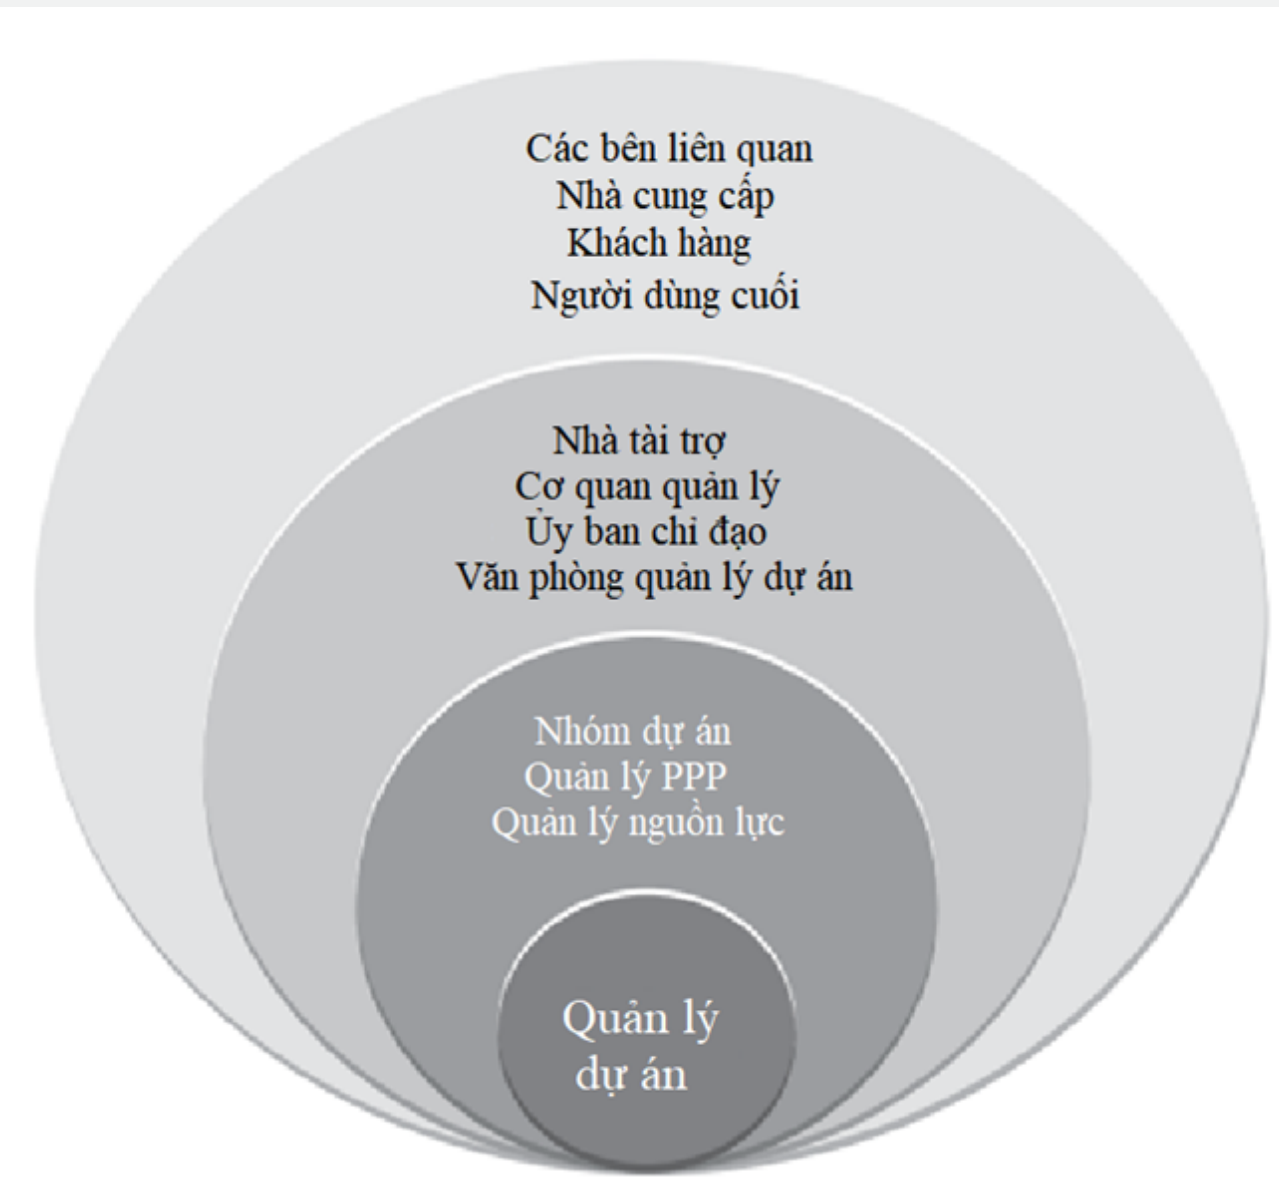 Các bên liên quan
Nhà cung cấp
Khách hàng
Người dùng cuối
Nhà tài trợ
Cơ quan quản lý
Ủy ban chỉ đạo
Văn phòng quản lý dự án
Nhóm dự án
Quản lý PPP
Quản lý nguồn lực
Quản lý
dự án